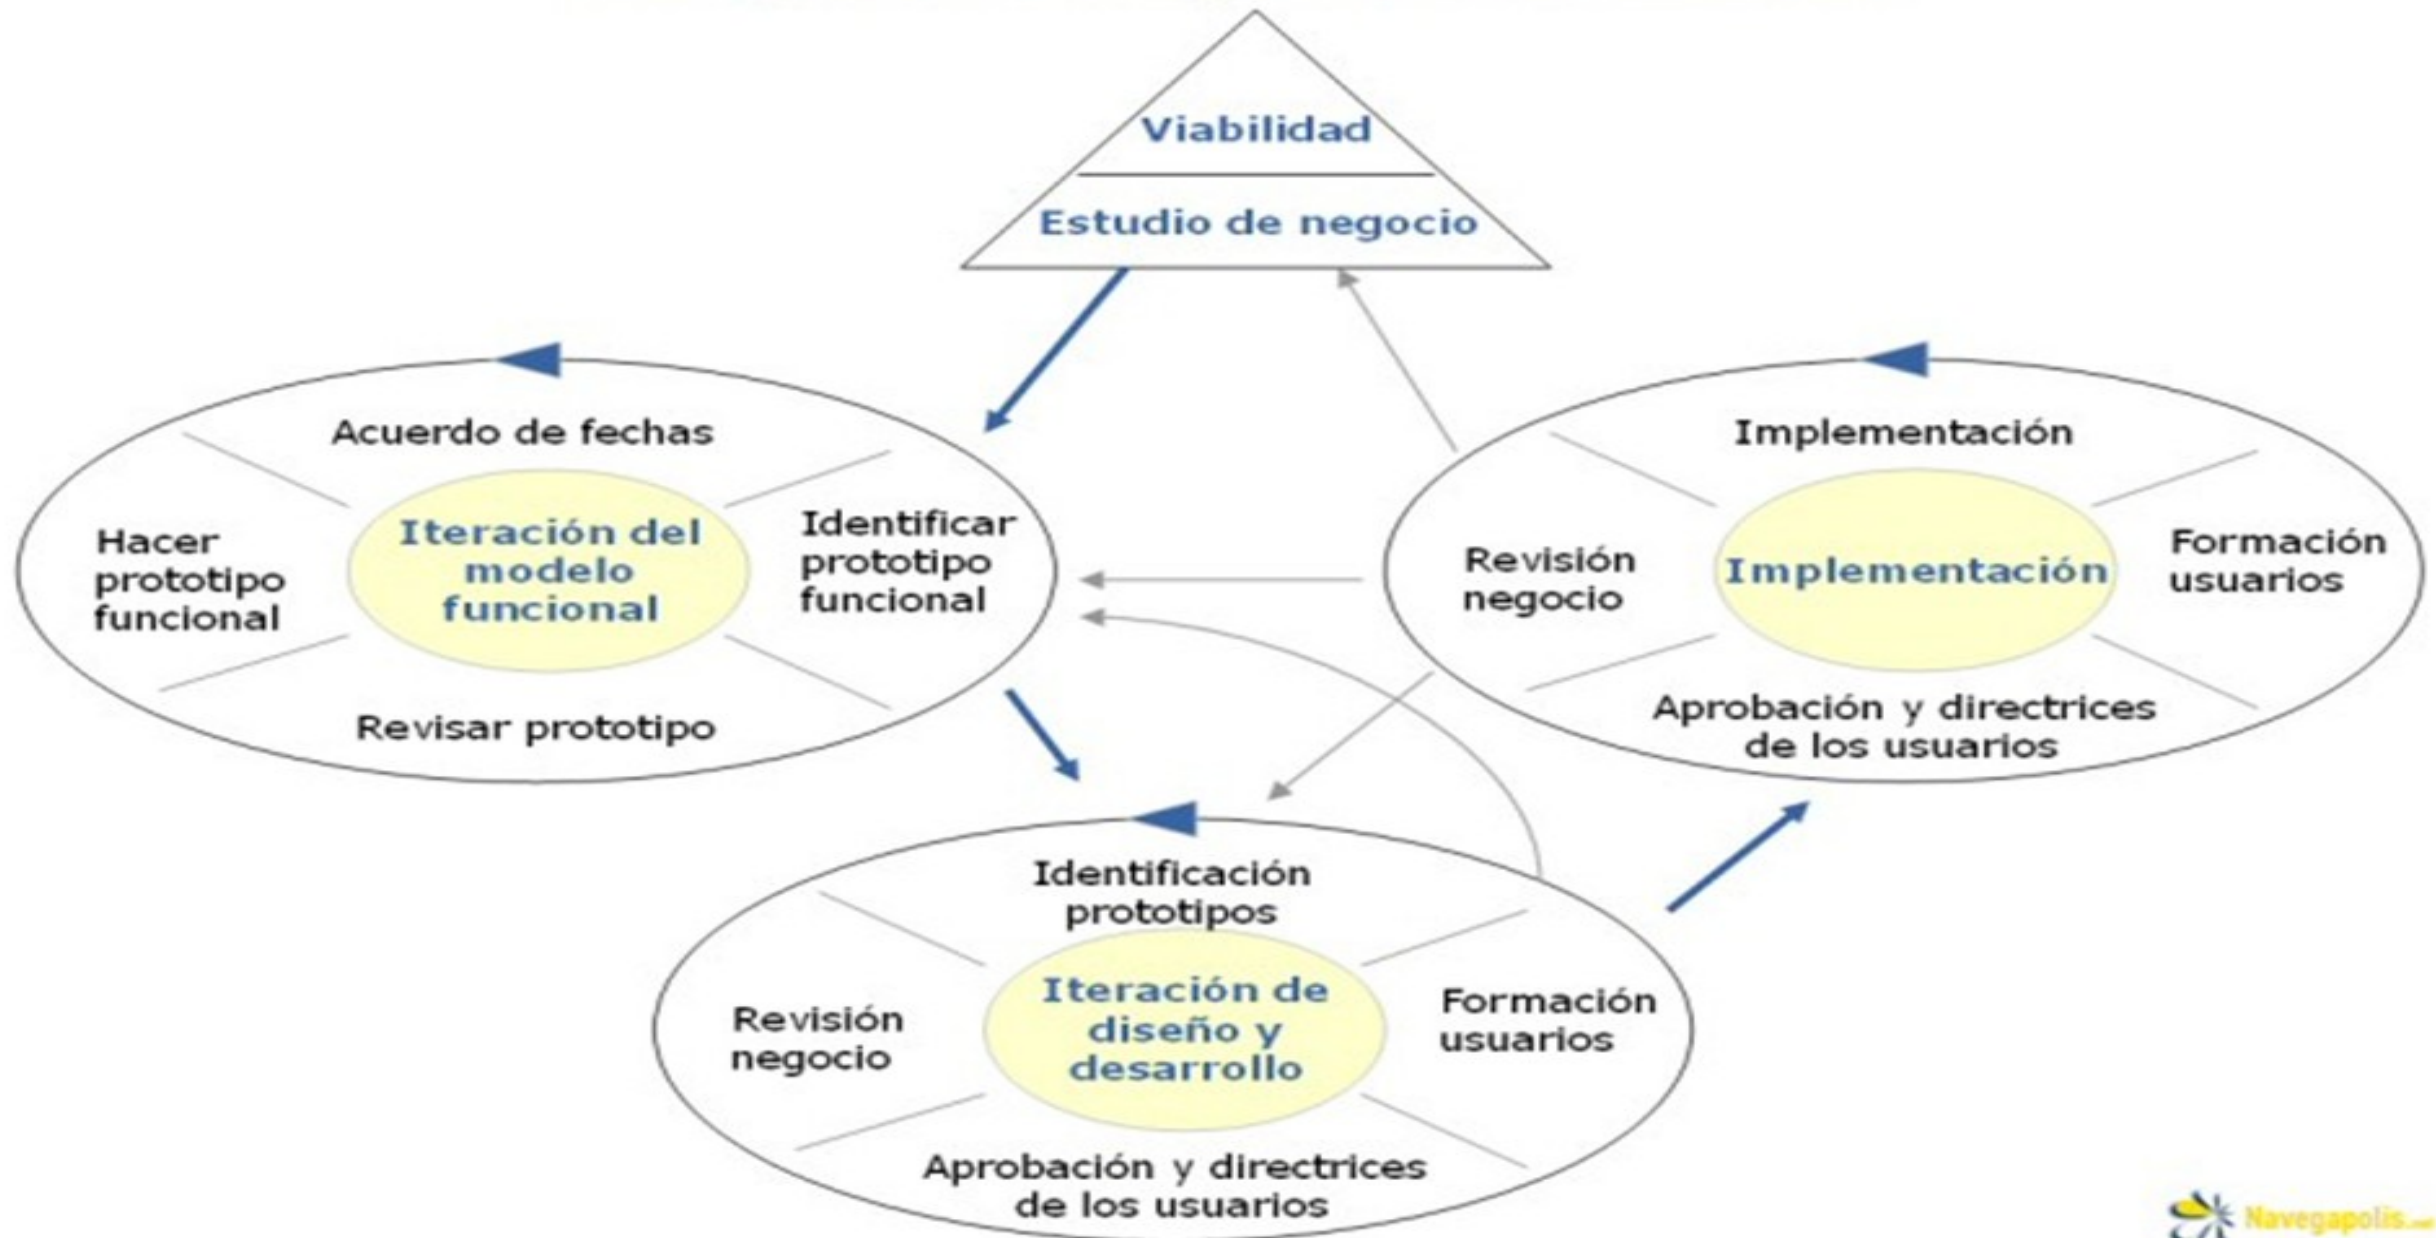 Viabilidad
Estudio de negocio
Acuerdo de fechas
Hacer
prototipo
funcional
Iteración del
modelo
funcional
Identificar
prototipo
funcional
Revisar prototipo
Implementación
Revisión
negocio
Implementación
Formación
usuarios
Aprobación y directrices
de los usuarios
Identificación
prototipos
Revisión
negocio
Iteración de
diseño y
desarrollo
Formación
usuarios
Aprobación y directrices
de los usuarios
Navegapolis.net